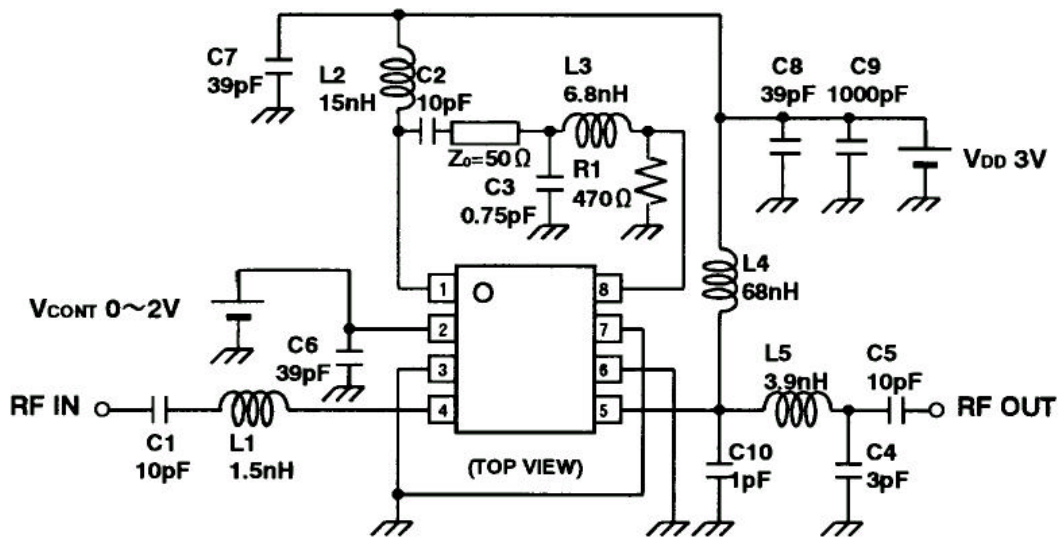 C7
39pF
L2
15nH
C2
10pF
L3
6.8nH
C8
39pF
C9
1000pF
Z₀=50Ω
C3
0.75pF
R1
470Ω
VDD 3V
L4
68nH
VCONT 0～2V
C6
39pF
1
2
3
4
8
7
6
5
RF IN
C1
10pF
L1
1.5nH
(TOP VIEW)
L5
3.9nH
C5
10pF
RF OUT
C10
1pF
C4
3pF